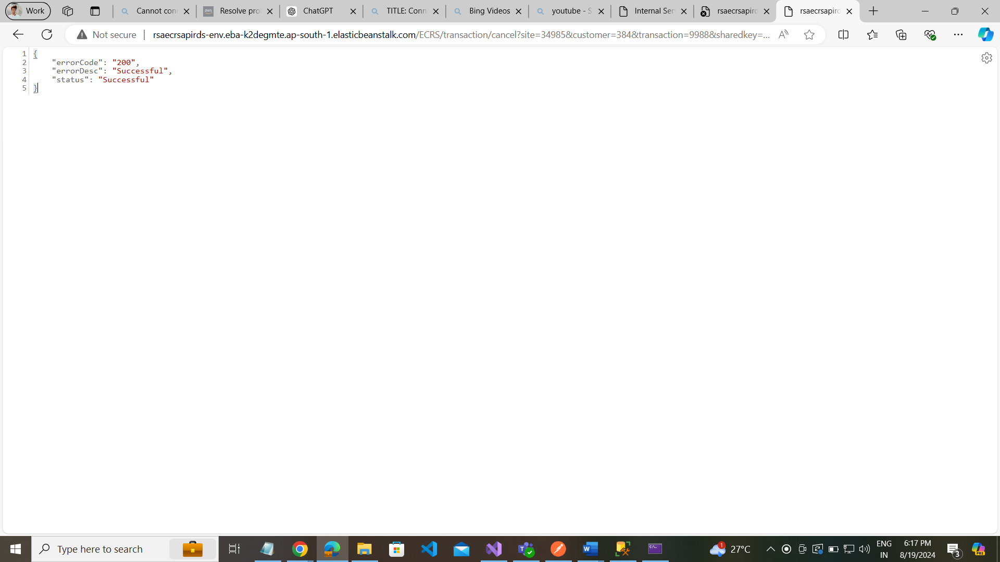 Work
Cannot con
Resolve pro
ChatGPT
TITLE: Conn
Bing Videos
youtube - S
Internal Ser
rsaecrsapird
rsaecrsapird
Not secure
rsaecrsapirds-env.eba-k2degmte.ap-south-1.elasticbeanstalk.com/ECRS/transaction/cancel?site=34985&customer=384&transaction=9988&sharedkey=...
1 {
2 "errorCode": "200",
3 "errorDesc": "Successful",
4 "status": "Successful"
5 }
Type here to search
1
27°C
ENG
IN
6:17 PM
8/19/2024
3
PRE